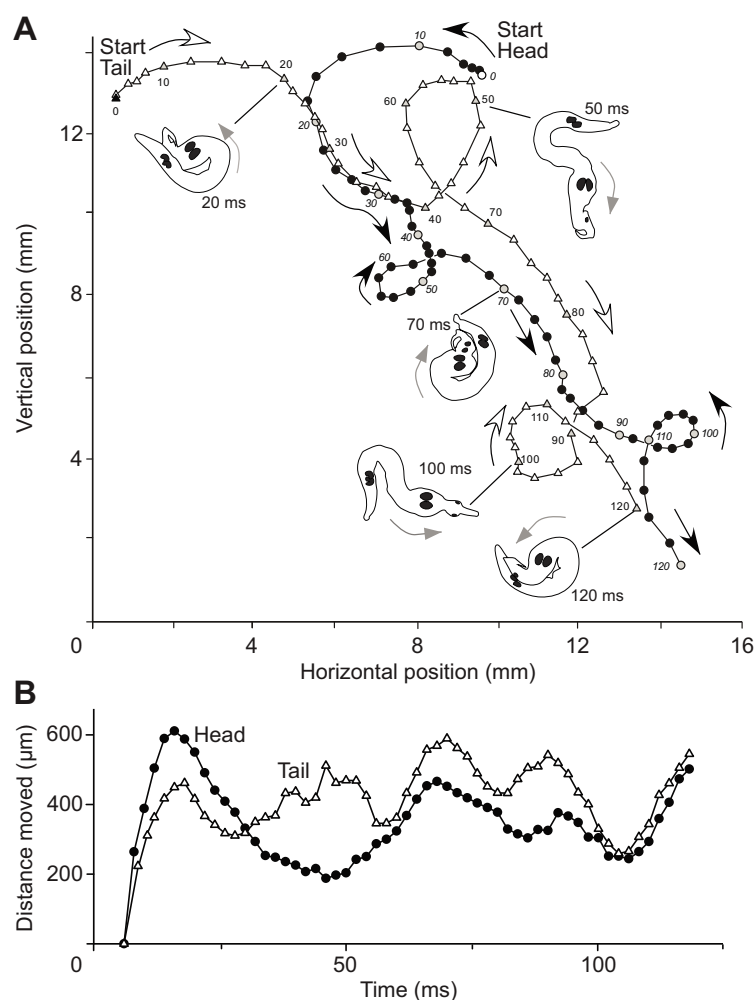 A
Start
Tail
Start
Head
0
10
20
20
30
30
40
40
50
50
60
60
70
70
80
80
90
90
100
100
110
110
120
120
0
10
20 ms
50 ms
70 ms
100 ms
120 ms
12
8
4
0
4
8
12
16
Vertical position (mm)
Horizontal position (mm)
B
Head
Tail
600
400
200
0
0
50
100
Distance moved (µm)
Time (ms)